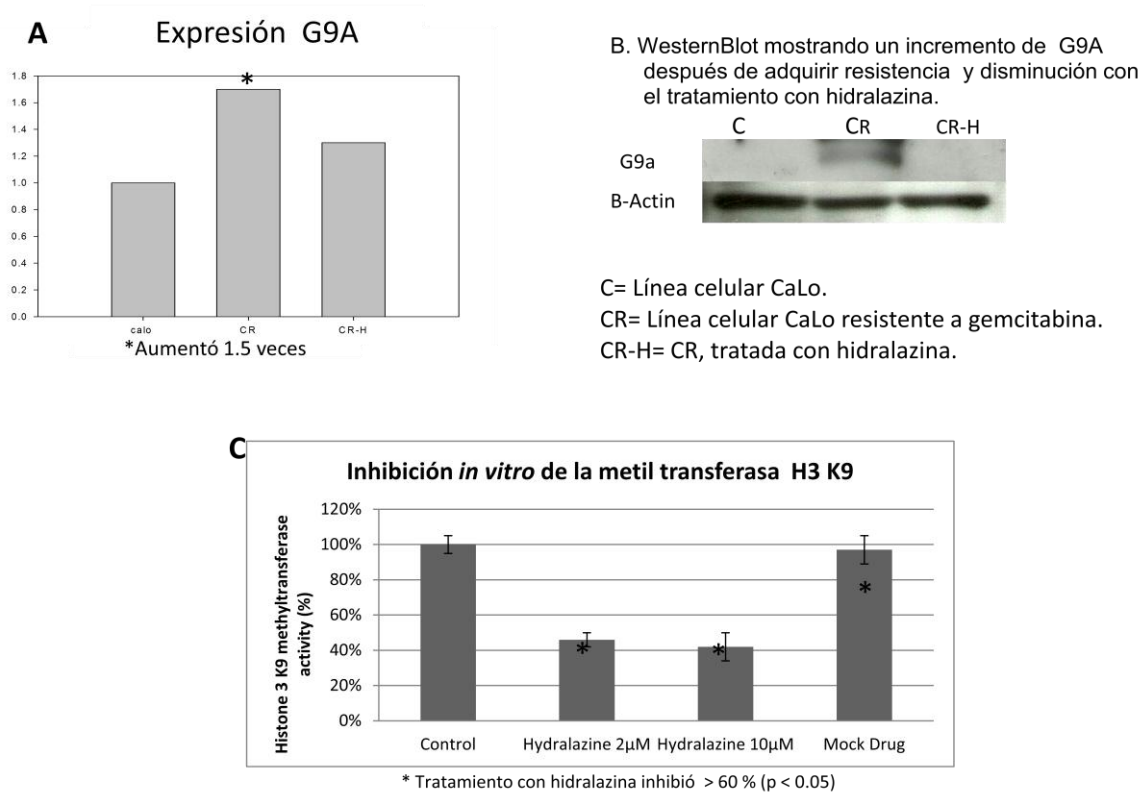 A
Expresión G9A
1.8
1.6
1.4
1.2
1.0
0.8
0.6
0.4
0.2
0.0
*
calo CR CR-H
*Aumentó 1.5 veces
B. WesternBlot mostrando un incremento de G9A
después de adquirir resistencia y disminución con
el tratamiento con hidralazina.
C CR CR-H
G9a
B-Actin
C= Línea celular CaLo.
CR= Línea celular CaLo resistente a gemcitabina.
CR-H= CR, tratada con hidralazina.
C
Inhibición in vitro de la metil transferasa H3 K9
Histone 3 K9 methyltransferase
activity (%)
120%
100%
80%
60%
40%
20%
0%
* * *
Control Hydralazine 2µM Hydralazine 10µM Mock Drug
* Tratamiento con hidralazina inhibió > 60 % (p < 0.05)